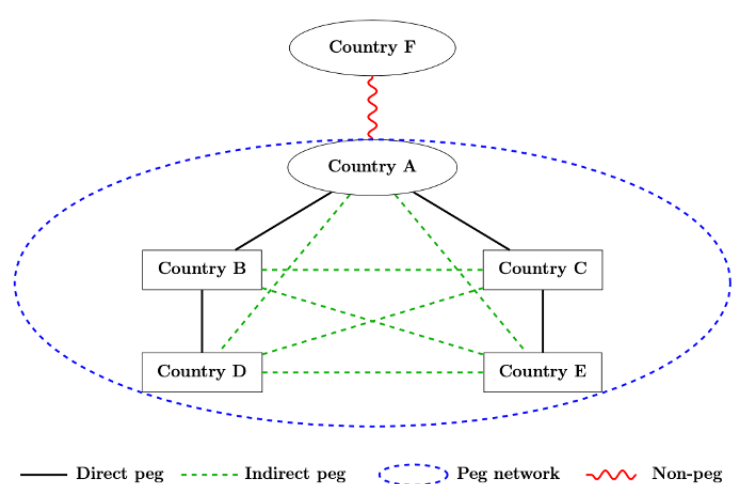 Country F
Country A
Country B
Country C
Country D
Country E
Direct peg
Indirect peg
Peg network
Non-peg